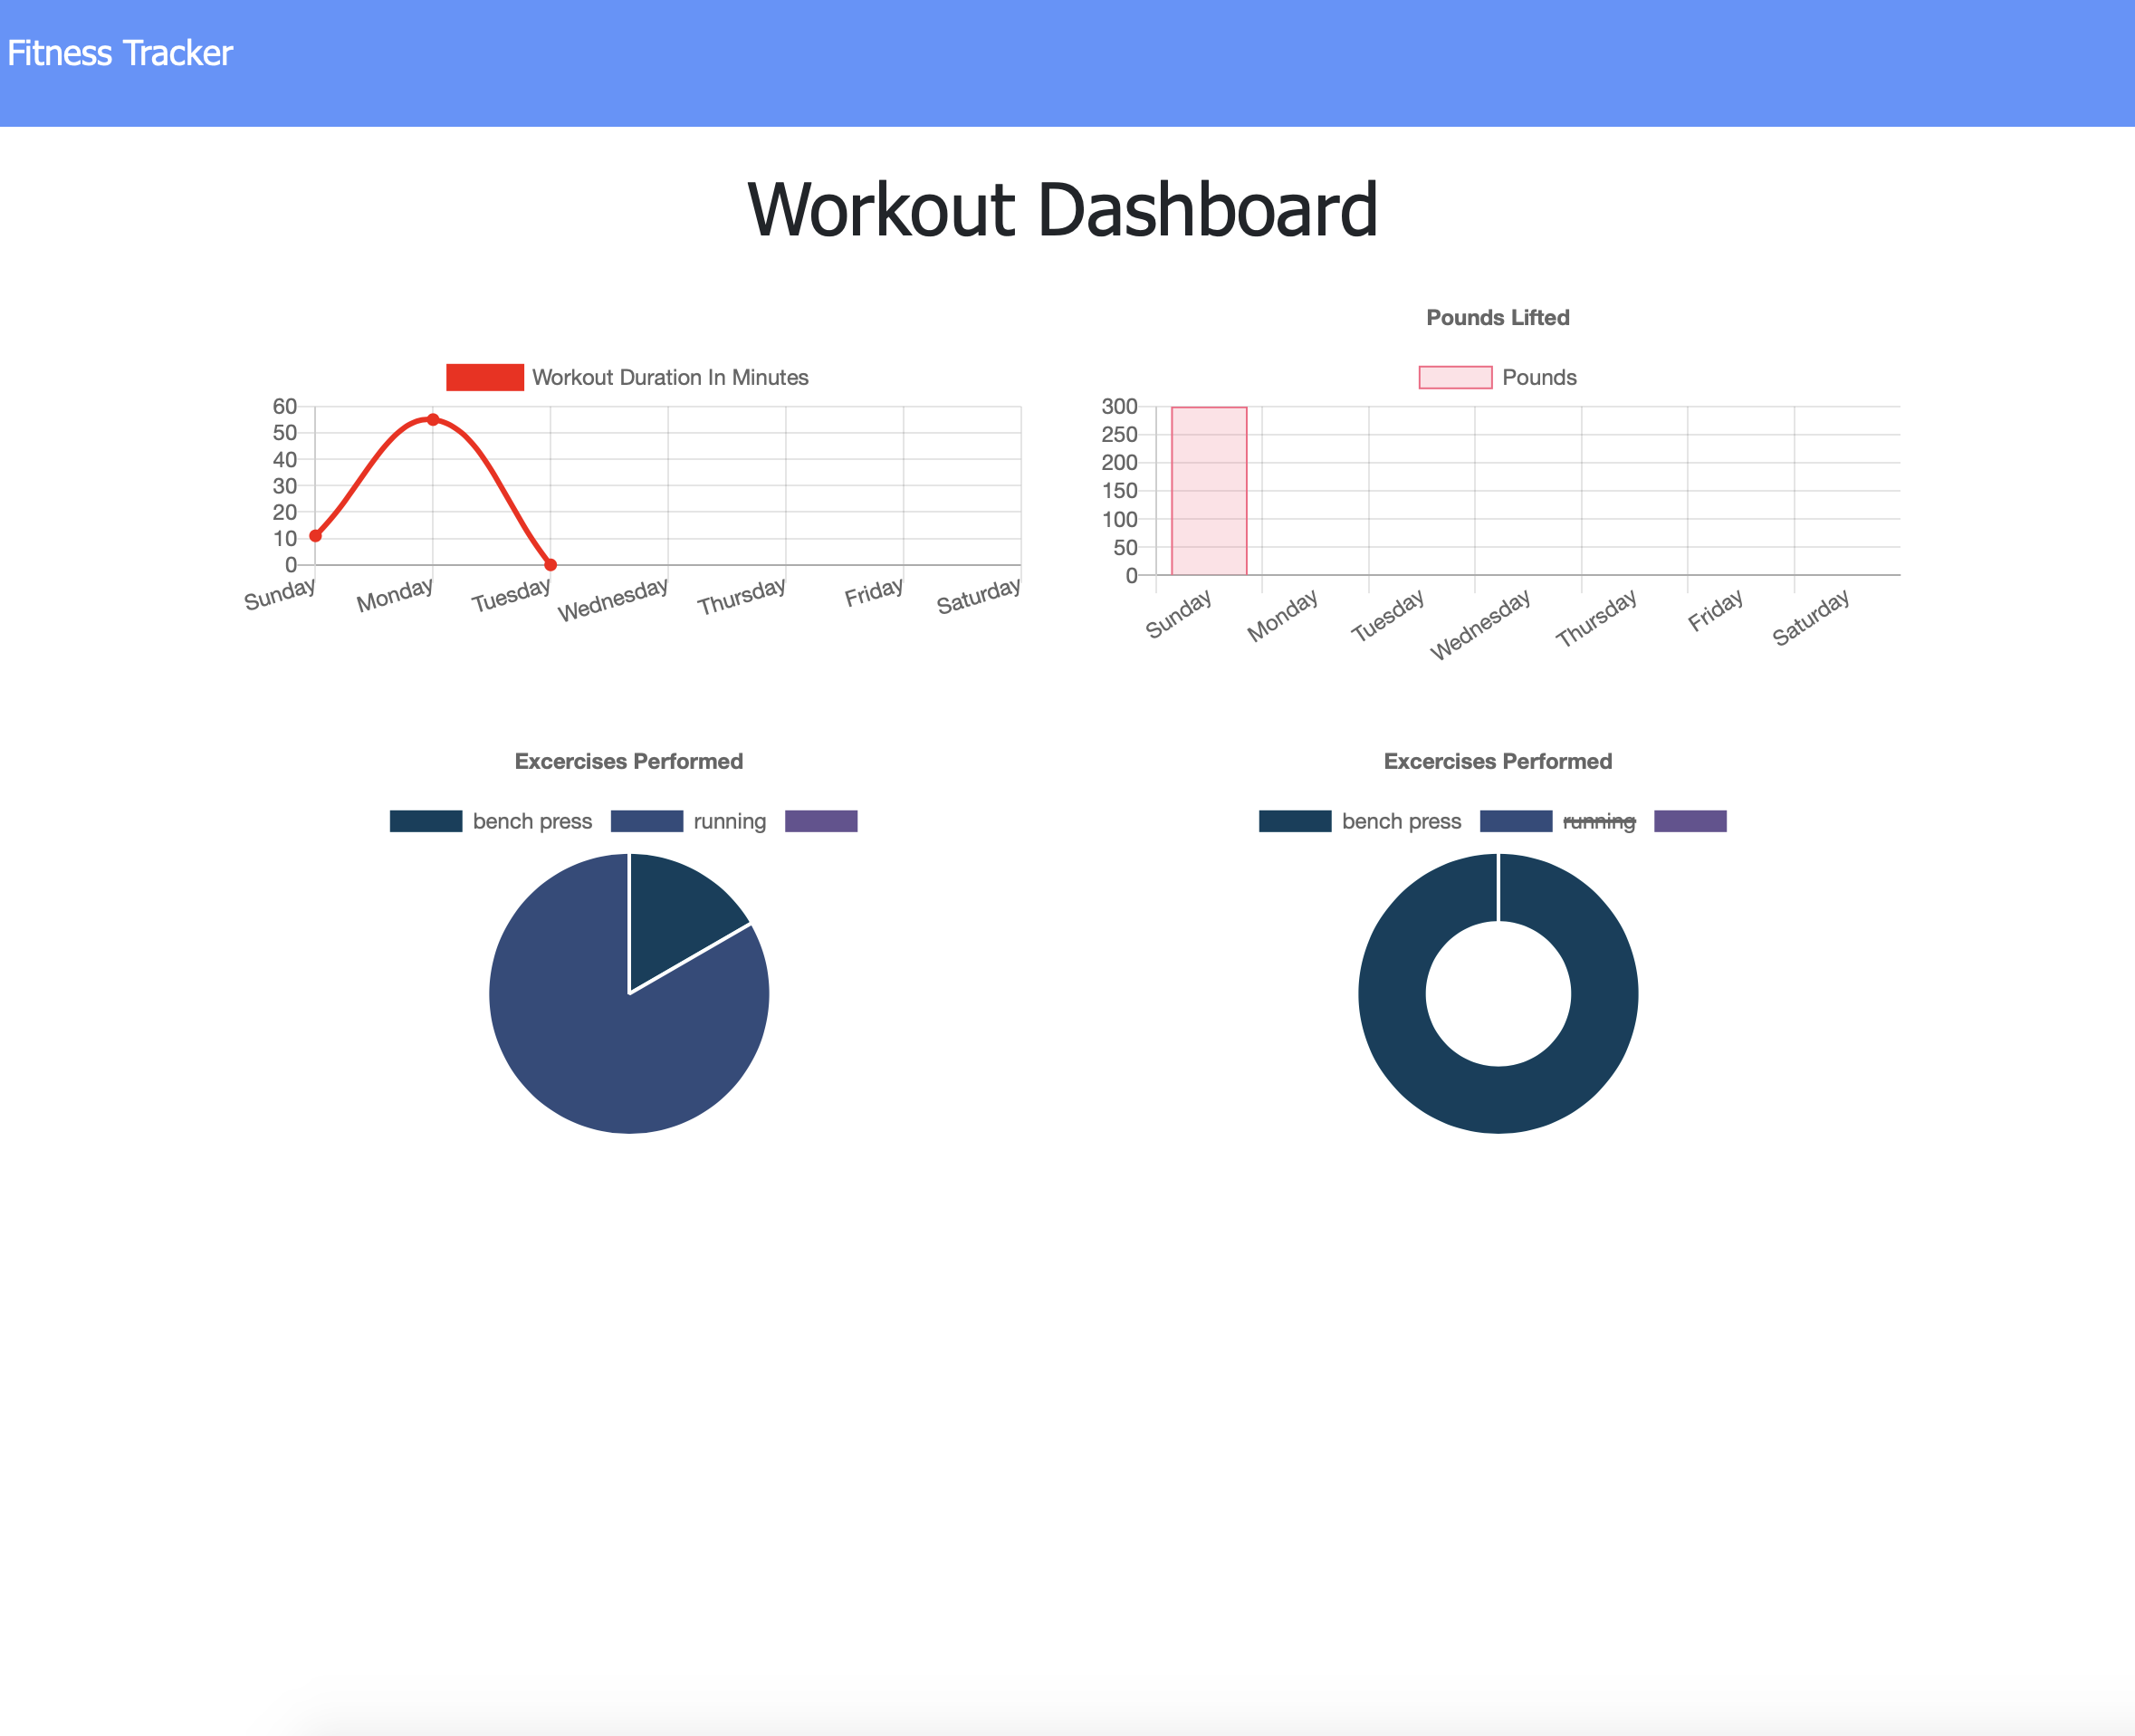 Fitness Tracker
Workout Dashboard
Workout Duration In Minutes
60
50
40
30
20
10
0
Sunday Monday Tuesday Wednesday Thursday Friday Saturday
Pounds Lifted
Pounds
300
250
200
150
100
50
0
Sunday Monday Tuesday Wednesday Thursday Friday Saturday
Excercises Performed
bench press running
Excercises Performed
bench press running